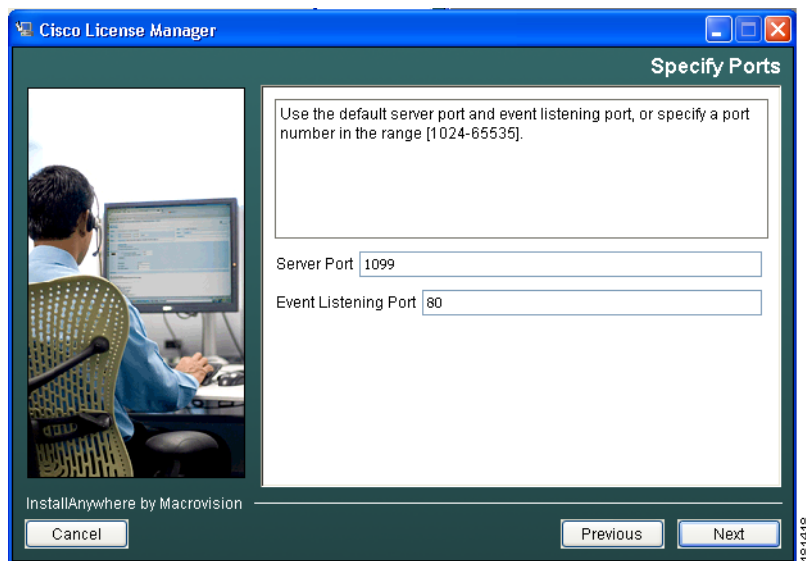 Cisco License Manager
Specify Ports
Use the default server port and event listening port, or specify a port
number in the range [1024-65535].
Server Port 1099
Event Listening Port 80
InstallAnywhere by Macrovision
Cancel
Previous
Next